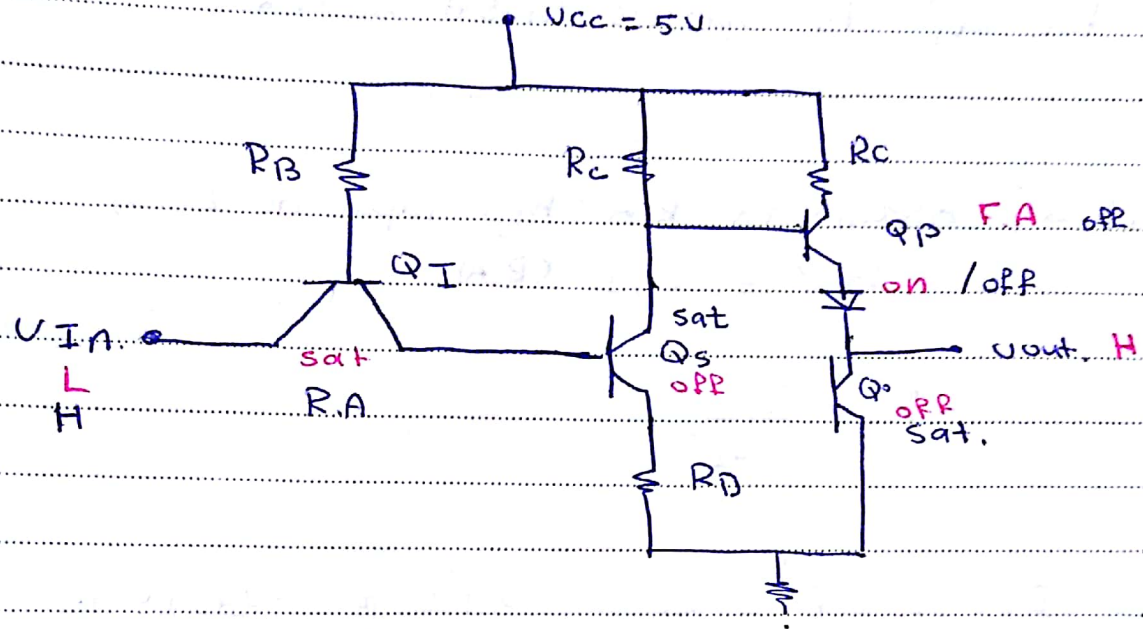 VCC = 5V
RB
Rc
RC
QI
QP F.A off
on / off
VIn.
sat
sat
Qs
off
Vout. H
L
H
R.A
Qo
off
sat.
RD